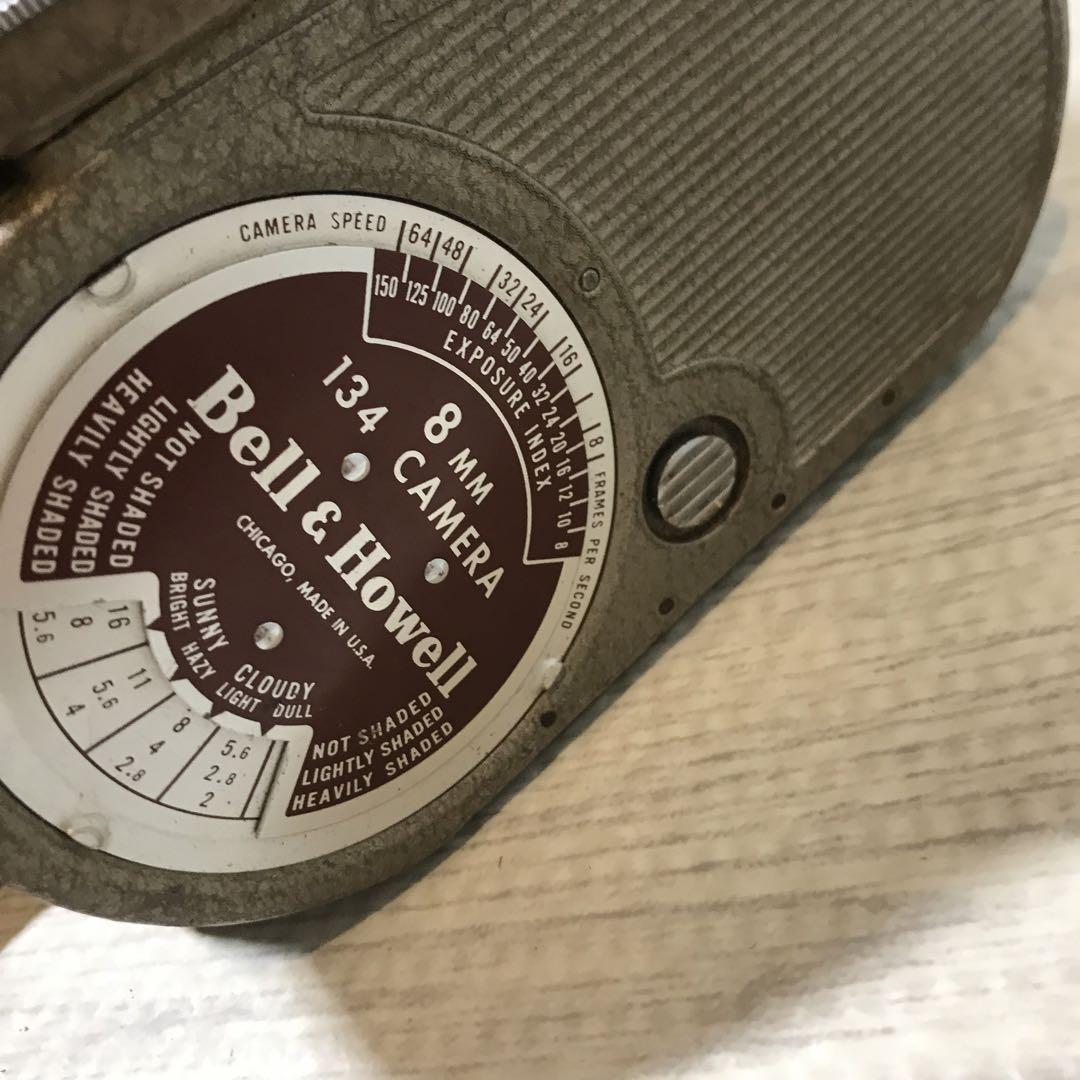 CAMERA SPEED 64 48 32 24 16 8 FRAMES PER SECOND
150 125 100 80 64 50 40 32 24 20 16 12 10 8
EXPOSURE INDEX
8 MM
134 CAMERA
Bell & Howell
CHICAGO, MADE IN U.S.A.
NOT SHADED
LIGHTLY SHADED
HEAVILY SHADED
SUNNY CLOUDY
BRIGHT HAZY LIGHT DULL
16 11 8 5.6
8 5.6 4 2.8
5.6 4 2.8 2
NOT SHADED
LIGHTLY SHADED
HEAVILY SHADED